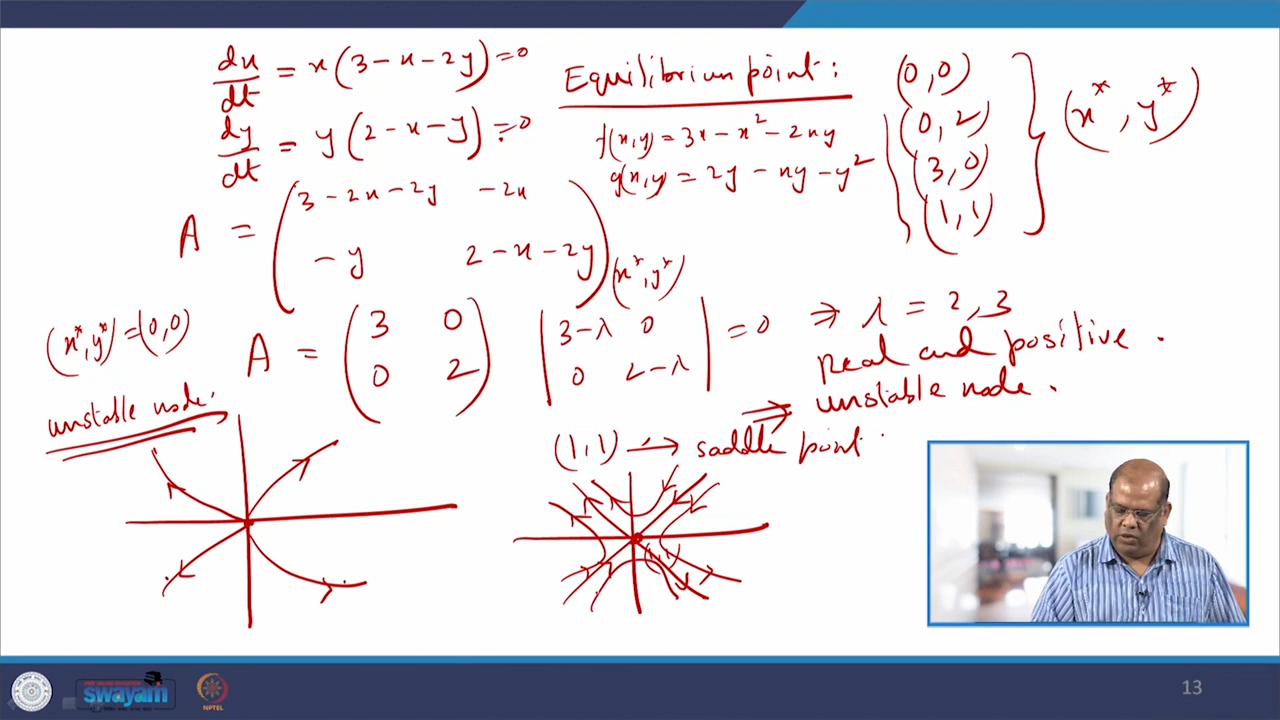 dx/dt = x(3-x-2y)=0
dy/dt = y(2-x-y)=0
Equilibrium point:
f(x,y) = 3x-x²-2xy
g(x,y) = 2y-xy-y²
(0,0)
(0,2)
(3,0)
(1,1)
} (x*, y*)
A = ( 3-2x-2y -2x
-y 2-x-2y )(x*,y*)
(x*,y*)=(0,0)
A = ( 3 0
0 2 )
| 3-λ 0
0 2-λ | =0 ⇒ λ = 2,3
real and positive.
⇒ unstable node.
unstable node.
(1,1) → saddle point.
(1,1)
swayam
NPTEL
13